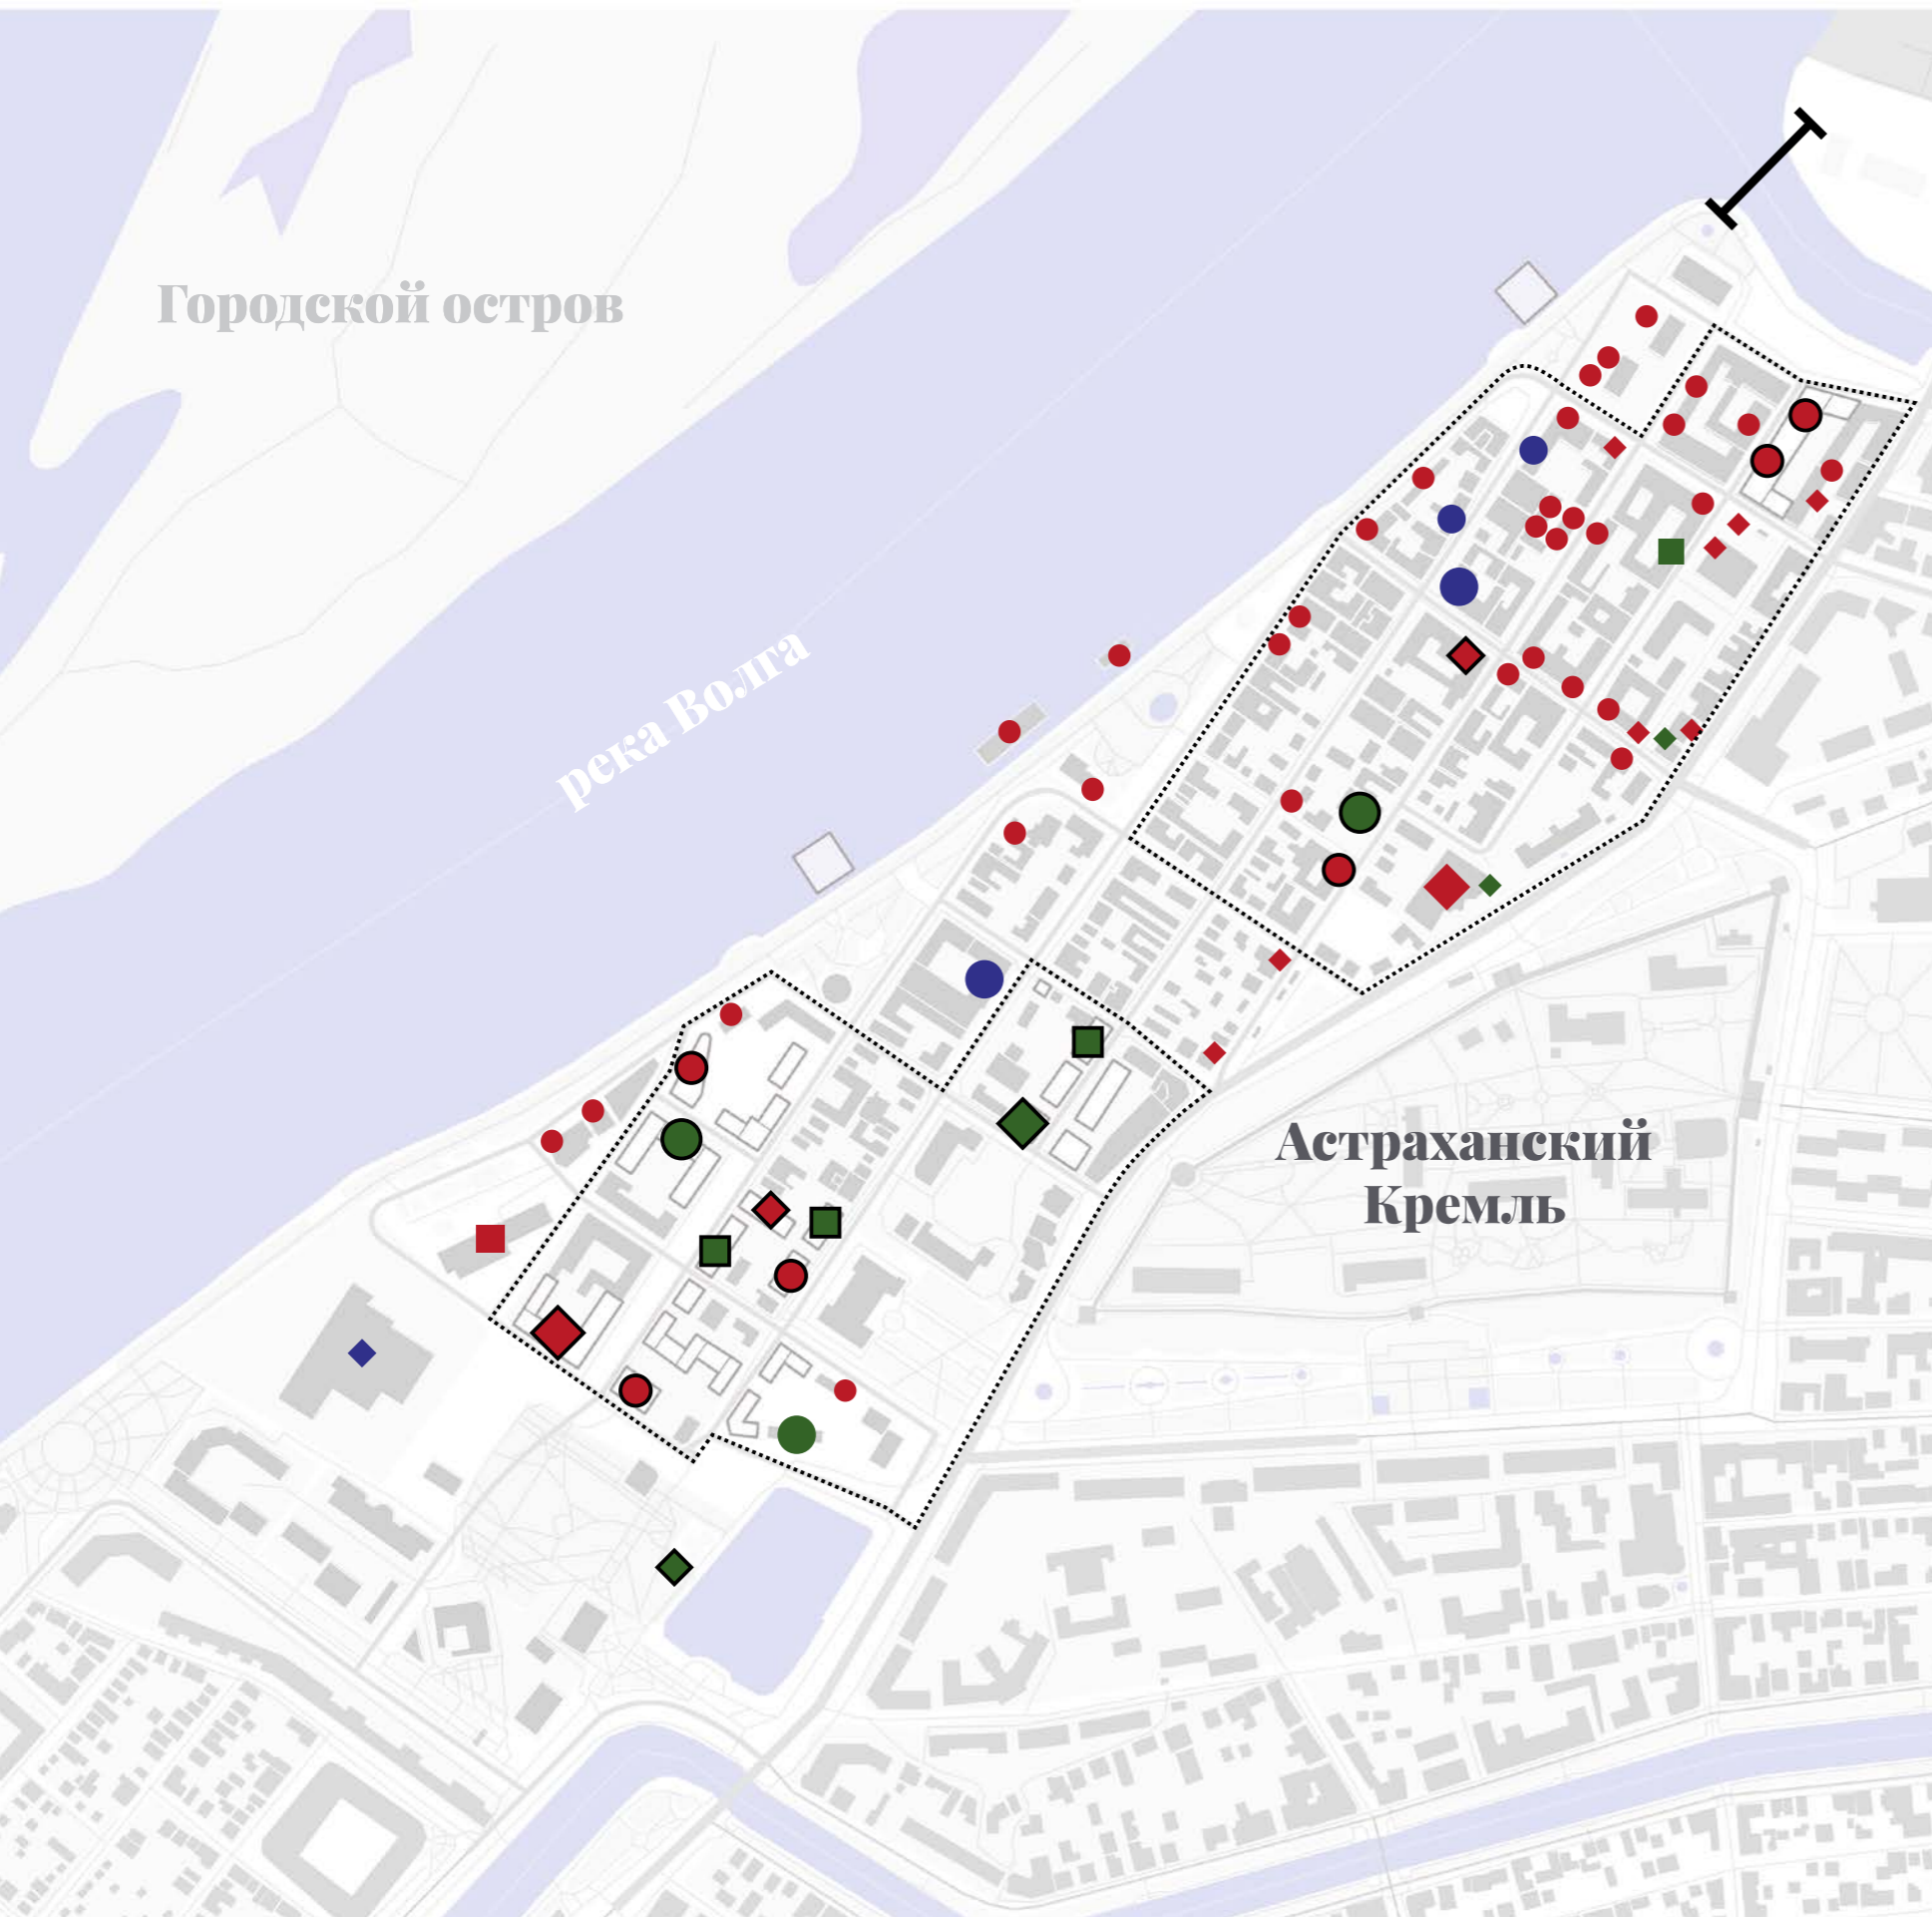 Городской остров
река Волга
Астраханский
Кремль